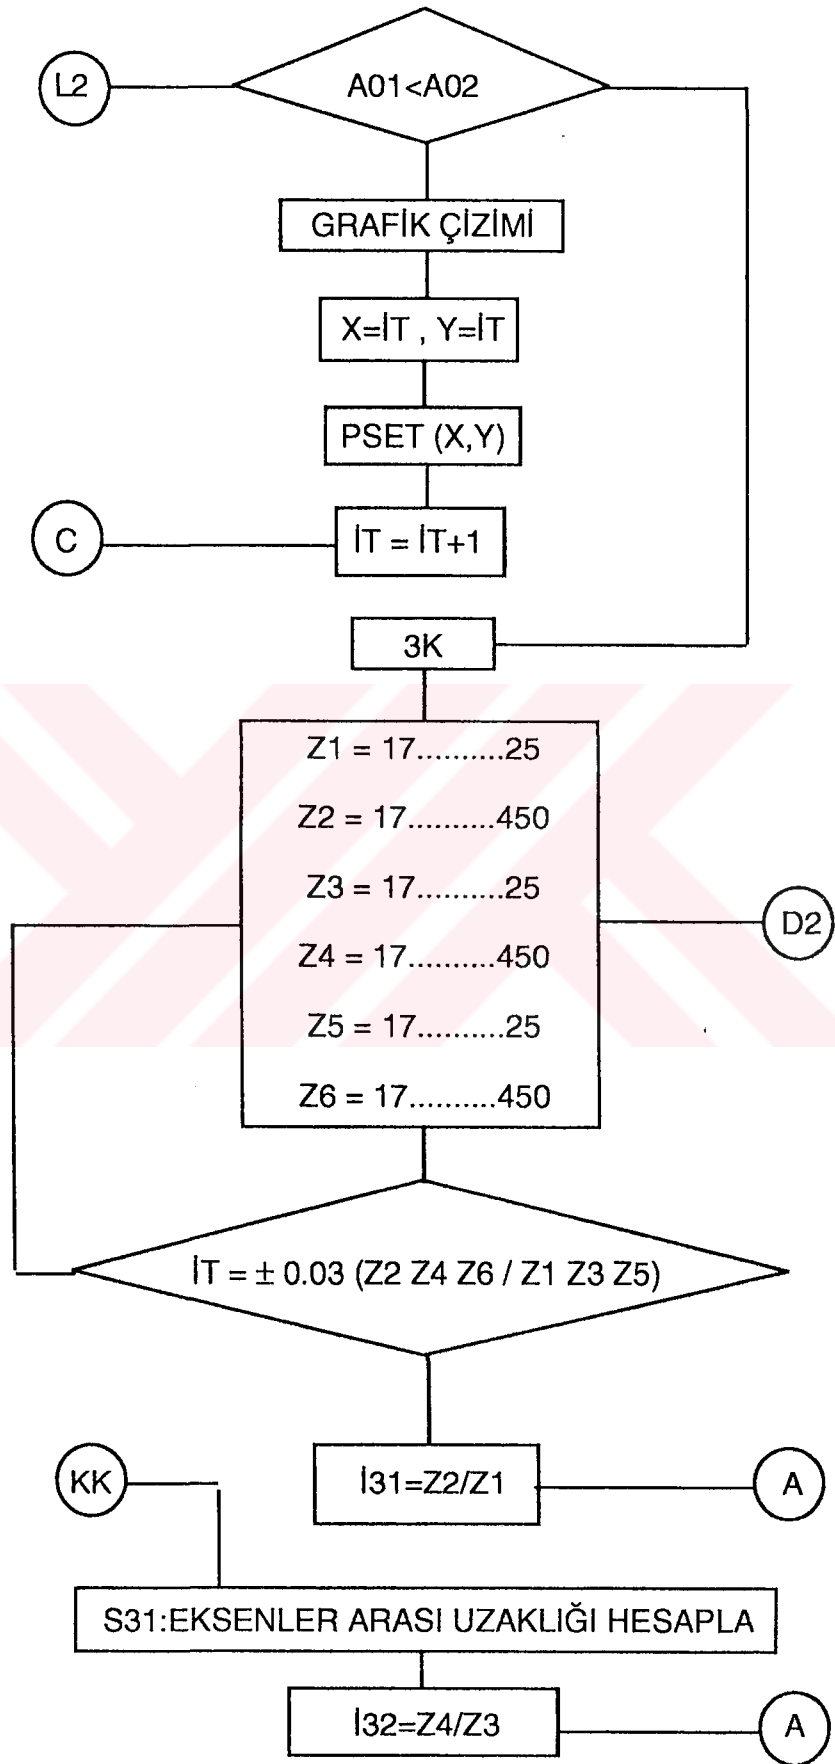 L2
A01<A02
GRAFİK ÇİZİMİ
X=İT , Y=İT
PSET (X,Y)
C
İT = İT+1
3K
Z1 = 17..........25
Z2 = 17..........450
Z3 = 17..........25
Z4 = 17..........450
D2
Z5 = 17..........25
Z6 = 17..........450
İT = ± 0.03 (Z2 Z4 Z6 / Z1 Z3 Z5)
KK
İ31=Z2/Z1
A
S31:EKSENLER ARASI UZAKLIĞI HESAPLA
İ32=Z4/Z3
A